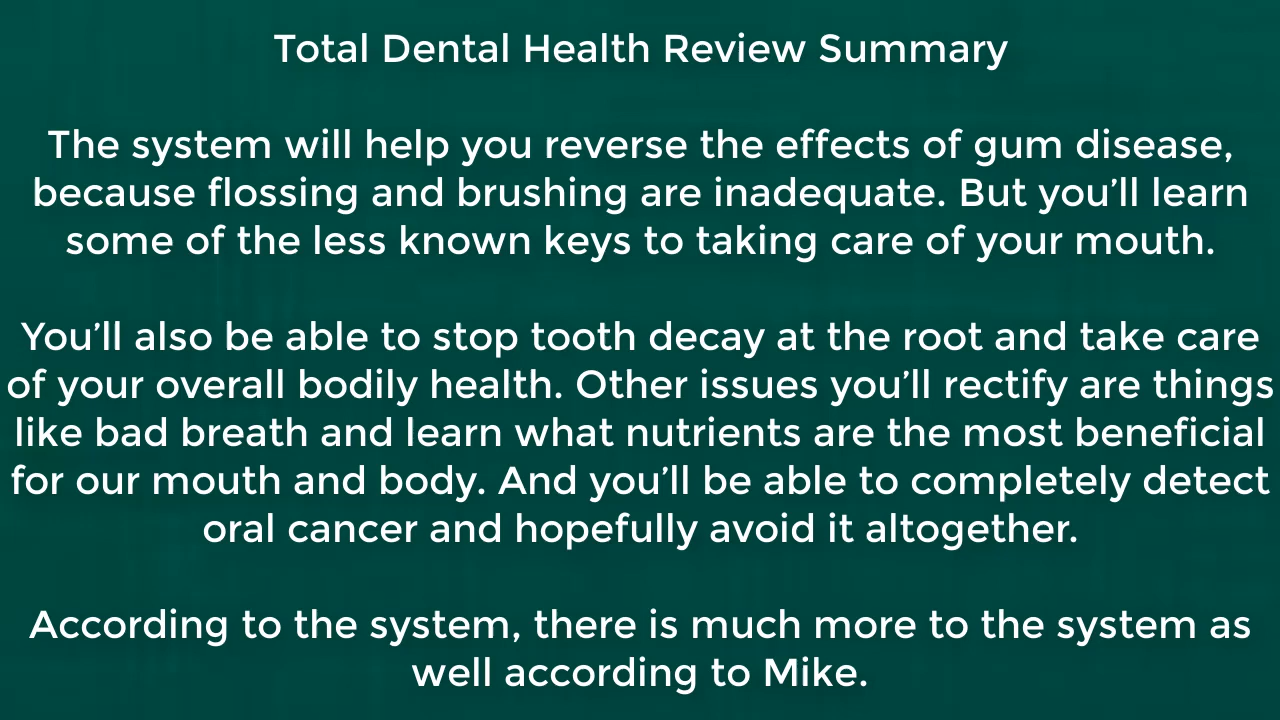 Total Dental Health Review Summary
The system will help you reverse the effects of gum disease,
because flossing and brushing are inadequate. But you’ll learn
some of the less known keys to taking care of your mouth.
You’ll also be able to stop tooth decay at the root and take care
of your overall bodily health. Other issues you’ll rectify are things
like bad breath and learn what nutrients are the most beneficial
for our mouth and body. And you’ll be able to completely detect
oral cancer and hopefully avoid it altogether.
According to the system, there is much more to the system as
well according to Mike.